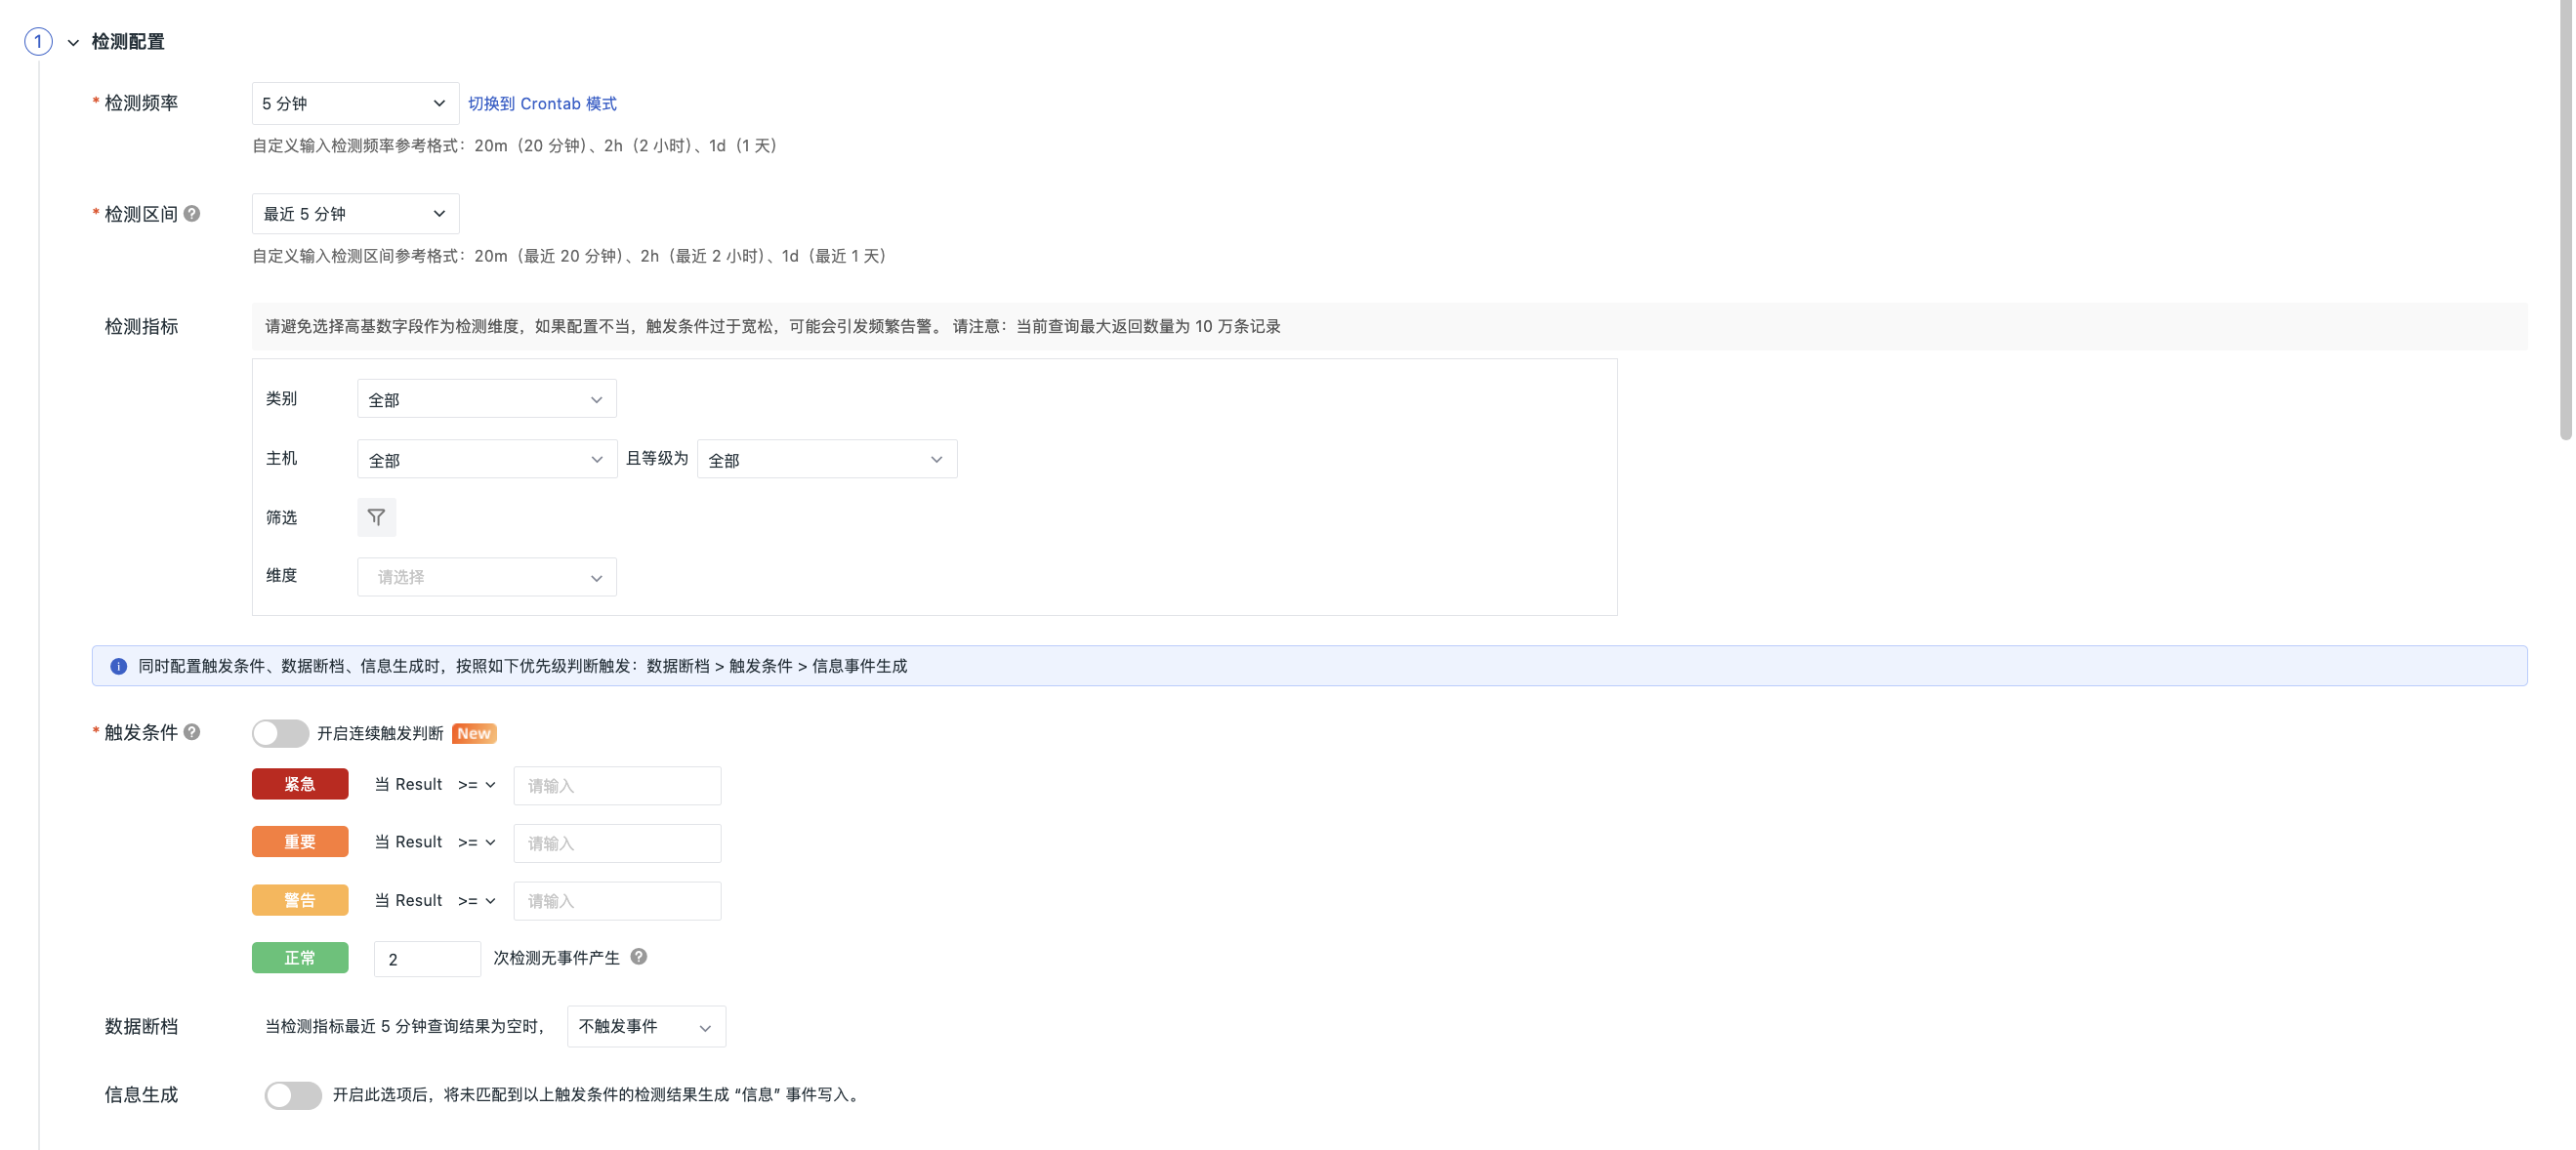 1 检测配置
* 检测频率 5 分钟 切换到 Crontab 模式
自定义输入检测频率参考格式：20m（20 分钟）、2h（2 小时）、1d（1 天）
* 检测区间 ? 最近 5 分钟
自定义输入检测区间参考格式：20m（最近 20 分钟）、2h（最近 2 小时）、1d（最近 1 天）
检测指标 请避免选择高基数字段作为检测维度，如果配置不当，触发条件过于宽松，可能会引发频繁告警。 请注意：当前查询最大返回数量为 10 万条记录
类别 全部
主机 全部 且等级为 全部
筛选
维度 请选择
i 同时配置触发条件、数据断档、信息生成时，按照如下优先级判断触发：数据断档 > 触发条件 > 信息事件生成
* 触发条件 ? 开启连续触发判断 New
紧急 当 Result >= 请输入
重要 当 Result >= 请输入
警告 当 Result >= 请输入
正常 2 次检测无事件产生 ?
数据断档 当检测指标最近 5 分钟查询结果为空时， 不触发事件
信息生成 开启此选项后，将未匹配到以上触发条件的检测结果生成 “信息” 事件写入。